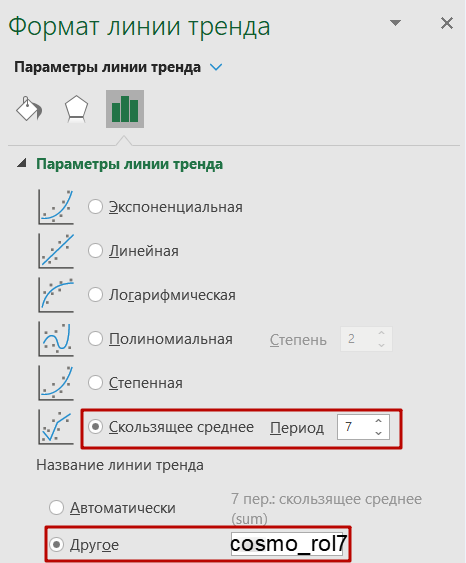 Формат линии тренда
Параметры линии тренда
Параметры линии тренда
Экспоненциальная
Линейная
Логарифмическая
Полиномиальная Степень 2
Степенная
Скользящее среднее Период 7
Название линии тренда
Автоматически 7 пер.: скользящее среднее
(sum)
Другое cosmo_rol7